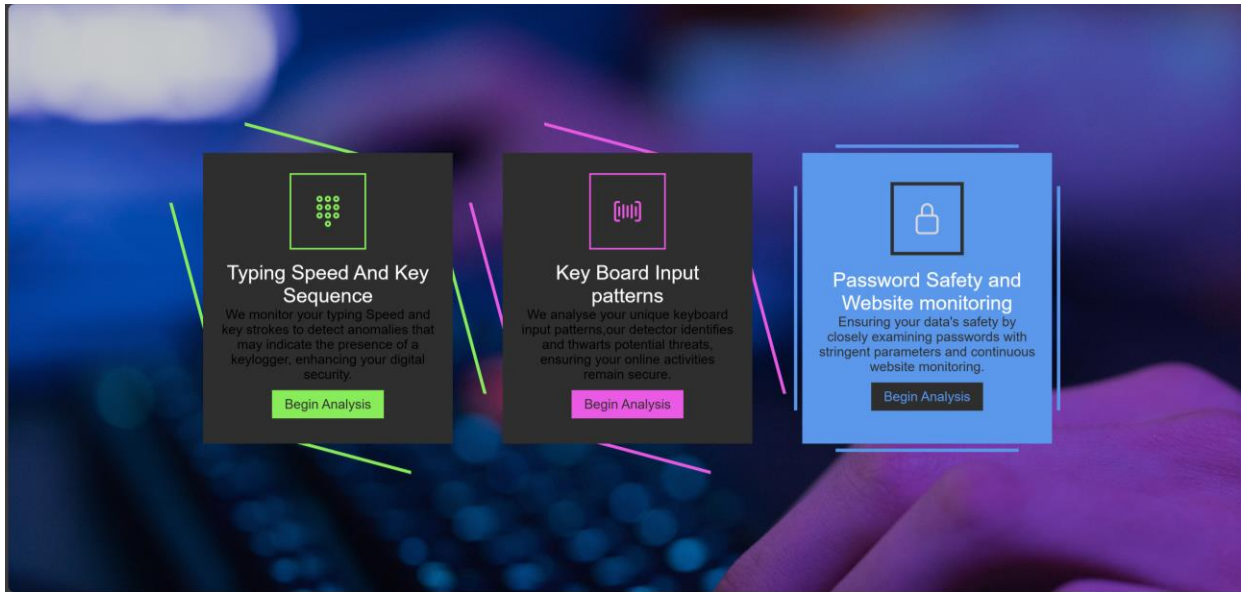 Typing Speed And Key
Sequence
We monitor your typing Speed and
key strokes to detect anomalies that
may indicate the presence of a
keylogger, enhancing your digital
security.
Begin Analysis
Key Board Input
patterns
We analyse your unique keyboard
input patterns,our detector identifies
and thwarts potential threats,
ensuring your online activities
remain secure.
Begin Analysis
Password Safety and
Website monitoring
Ensuring your data's safety by
closely examining passwords with
stringent parameters and continuous
website monitoring.
Begin Analysis